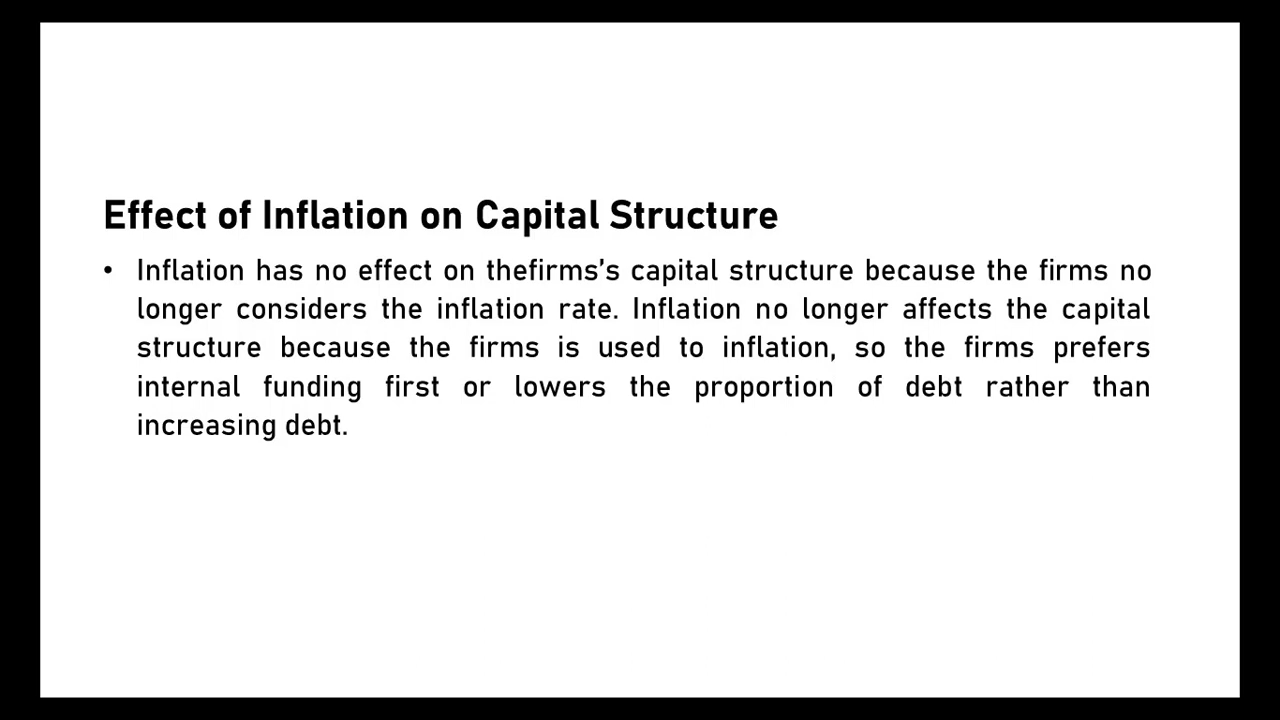 Effect of Inflation on Capital Structure
• Inflation has no effect on thefirms's capital structure because the firms no
longer considers the inflation rate. Inflation no longer affects the capital
structure because the firms is used to inflation, so the firms prefers
internal funding first or lowers the proportion of debt rather than
increasing debt.